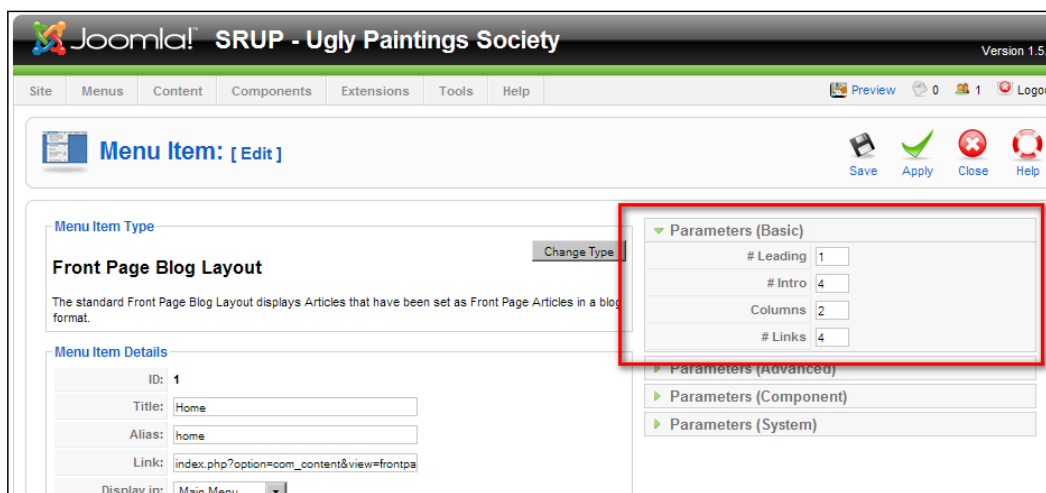 Joomla! SRUP - Ugly Paintings Society
Version 1.5.
Site Menus Content Components Extensions Tools Help Preview 0 1 Logou
Menu Item: [ Edit ]
Save Apply Close Help
Menu Item Type
Change Type
Front Page Blog Layout
The standard Front Page Blog Layout displays Articles that have been set as Front Page Articles in a blog
format.
Menu Item Details
ID: 1
Title: Home
Alias: home
Link: index.php?option=com_content&view=frontpa
Display in: Main Menu
Parameters (Basic)
# Leading 1
# Intro 4
Columns 2
# Links 4
Parameters (Advanced)
Parameters (Component)
Parameters (System)